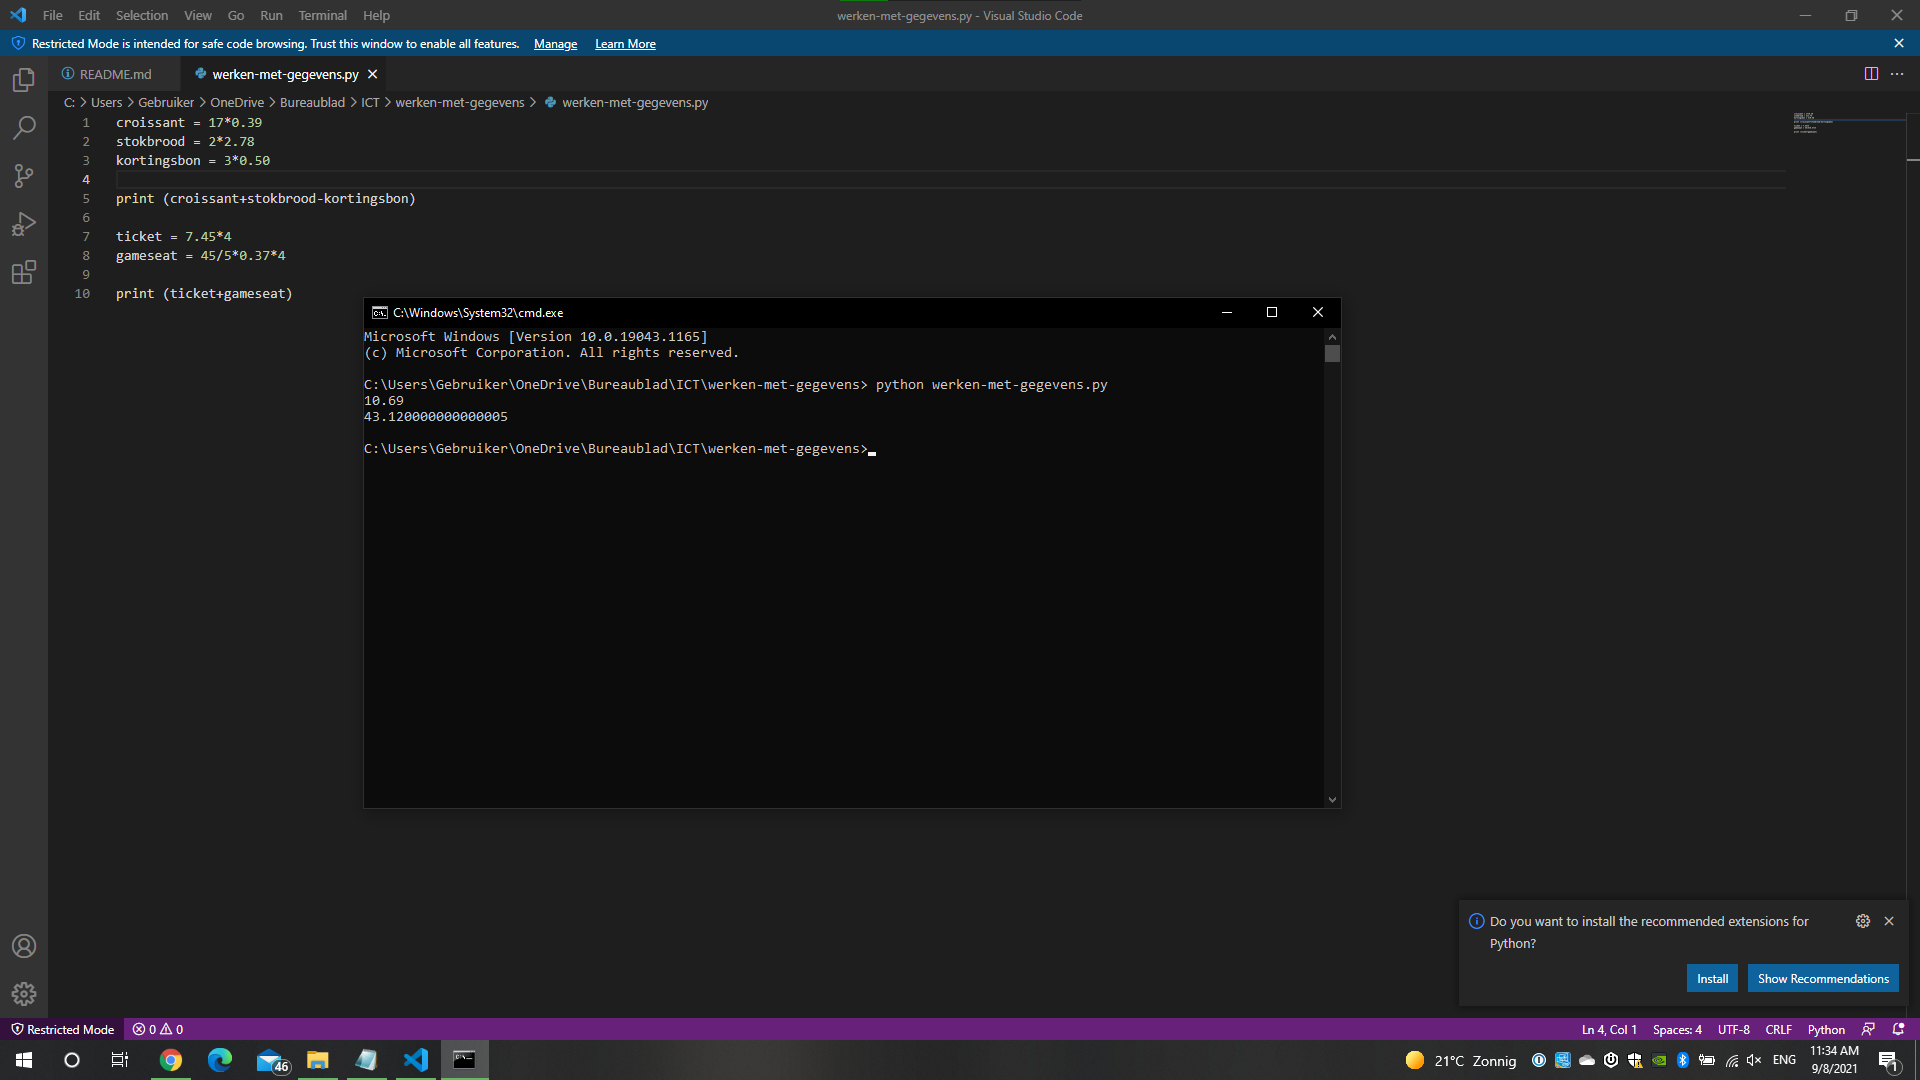 File Edit Selection View Go Run Terminal Help
werken-met-gegevens.py - Visual Studio Code
Restricted Mode is intended for safe code browsing. Trust this window to enable all features. Manage Learn More
README.md werken-met-gegevens.py
C: > Users > Gebruiker > OneDrive > Bureaublad > ICT > werken-met-gegevens > werken-met-gegevens.py
1 croissant = 17*0.39
2 stokbrood = 2*2.78
3 kortingsbon = 3*0.50
4
5 print (croissant+stokbrood-kortingsbon)
6
7 ticket = 7.45*4
8 gameseat = 45/5*0.37*4
9
10 print (ticket+gameseat)
C:\Windows\System32\cmd.exe
Microsoft Windows [Version 10.0.19043.1165]
(c) Microsoft Corporation. All rights reserved.
C:\Users\Gebruiker\OneDrive\Bureaublad\ICT\werken-met-gegevens> python werken-met-gegevens.py
10.69
43.120000000000005
C:\Users\Gebruiker\OneDrive\Bureaublad\ICT\werken-met-gegevens>
Do you want to install the recommended extensions for
Python?
Install Show Recommendations
Restricted Mode 0 0 Ln 4, Col 1 Spaces: 4 UTF-8 CRLF Python
46 21°C Zonnig ENG 11:34 AM
9/8/2021 1